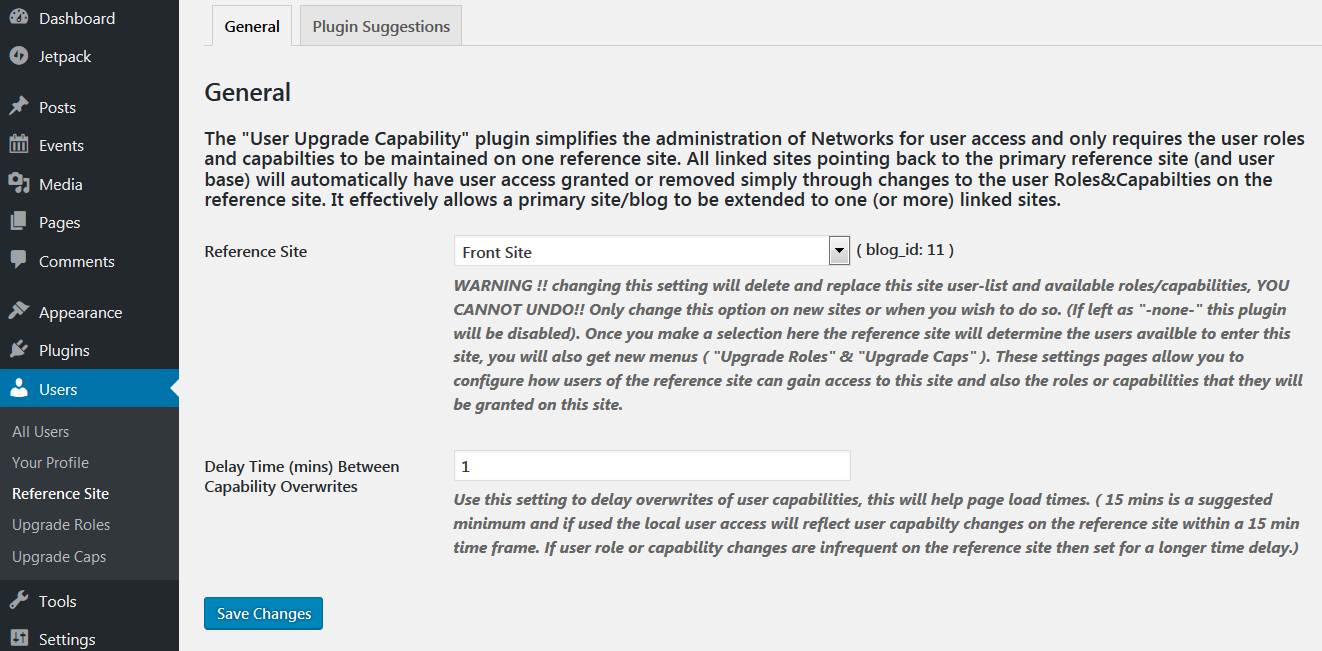 Dashboard
Jetpack
Posts
Events
Media
Pages
Comments
Appearance
Plugins
Users
All Users
Your Profile
Reference Site
Upgrade Roles
Upgrade Caps
Tools
Settings
General
Plugin Suggestions
General
The "User Upgrade Capability" plugin simplifies the administration of Networks for user access and only requires the user roles
and capabilties to be maintained on one reference site. All linked sites pointing back to the primary reference site (and user
base) will automatically have user access granted or removed simply through changes to the user Roles&Capabilties on the
reference site. It effectively allows a primary site/blog to be extended to one (or more) linked sites.
Reference Site
Front Site
( blog_id: 11 )
WARNING !! changing this setting will delete and replace this site user-list and available roles/capabilities, YOU
CANNOT UNDO!! Only change this option on new sites or when you wish to do so. (If left as "-none-" this plugin
will be disabled). Once you make a selection here the reference site will determine the users availble to enter this
site, you will also get new menus ( "Upgrade Roles" & "Upgrade Caps" ). These settings pages allow you to
configure how users of the reference site can gain access to this site and also the roles or capabilities that they will
be granted on this site.
Delay Time (mins) Between
Capability Overwrites
1
Use this setting to delay overwrites of user capabilities, this will help page load times. ( 15 mins is a suggested
minimum and if used the local user access will reflect user capabilty changes on the reference site within a 15 min
time frame. If user role or capability changes are infrequent on the reference site then set for a longer time delay.)
Save Changes